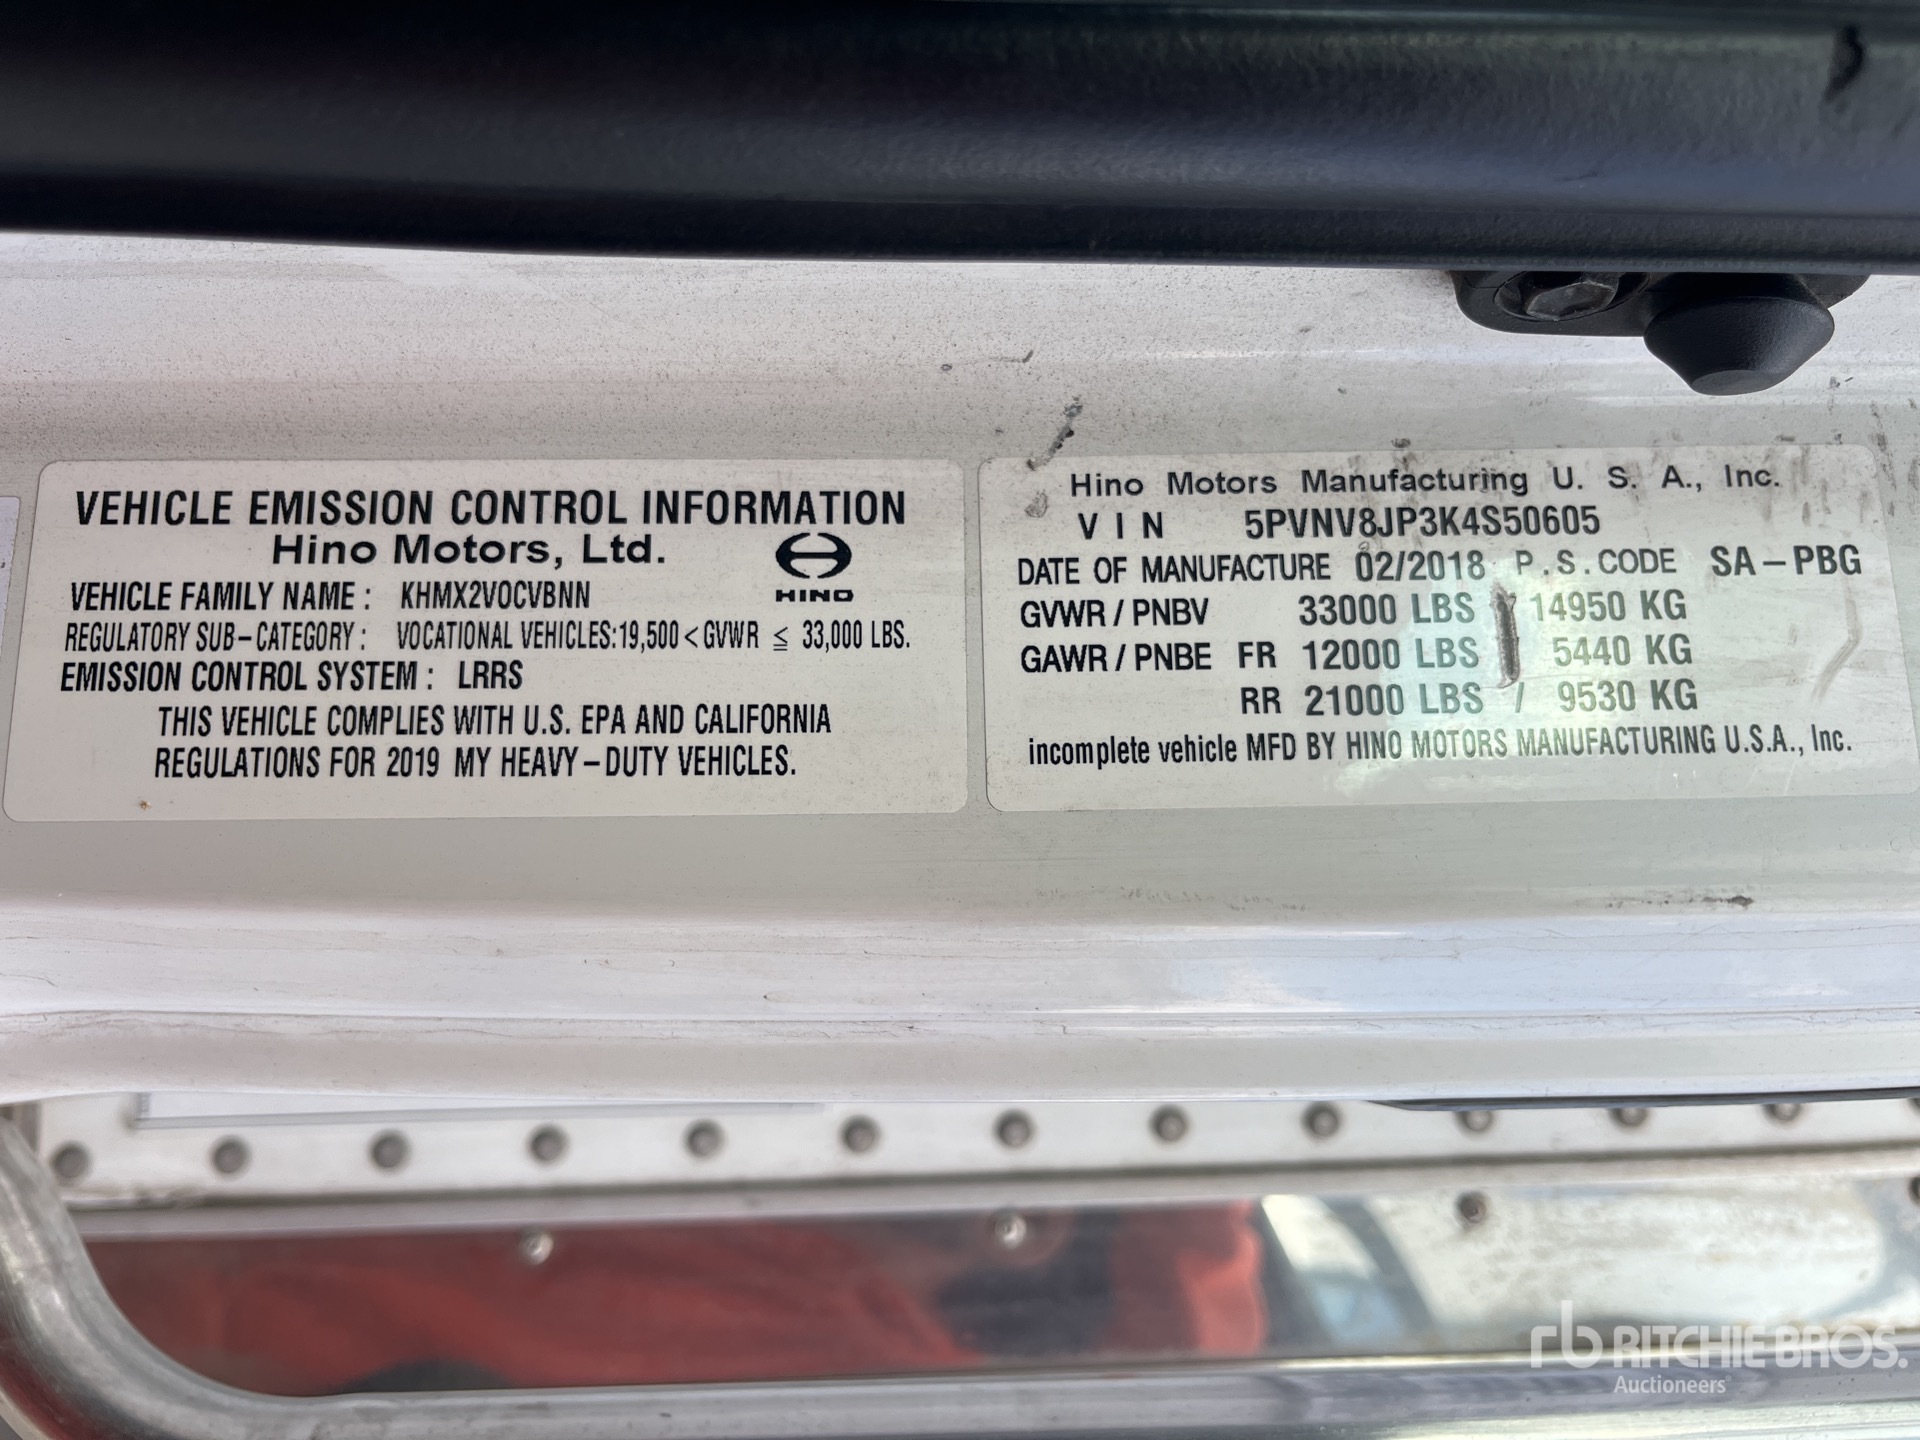 VEHICLE EMISSION CONTROL INFORMATION
Hino Motors, Ltd.
HINO
VEHICLE FAMILY NAME : KHMX2VOCVBNN
REGULATORY SUB-CATEGORY : VOCATIONAL VEHICLES:19,500 < GVWR ≦ 33,000 LBS.
EMISSION CONTROL SYSTEM : LRRS
THIS VEHICLE COMPLIES WITH U.S. EPA AND CALIFORNIA
REGULATIONS FOR 2019 MY HEAVY-DUTY VEHICLES.
Hino Motors Manufacturing U. S. A., Inc.
VIN 5PVNV8JP3K4S50605
DATE OF MANUFACTURE 02/2018 P.S.CODE SA-PBG
GVWR / PNBV 33000 LBS / 14950 KG
GAWR / PNBE FR 12000 LBS / 5440 KG
RR 21000 LBS / 9530 KG
incomplete vehicle MFD BY HINO MOTORS MANUFACTURING U.S.A., Inc.
rb RITCHIE BROS.
Auctioneers